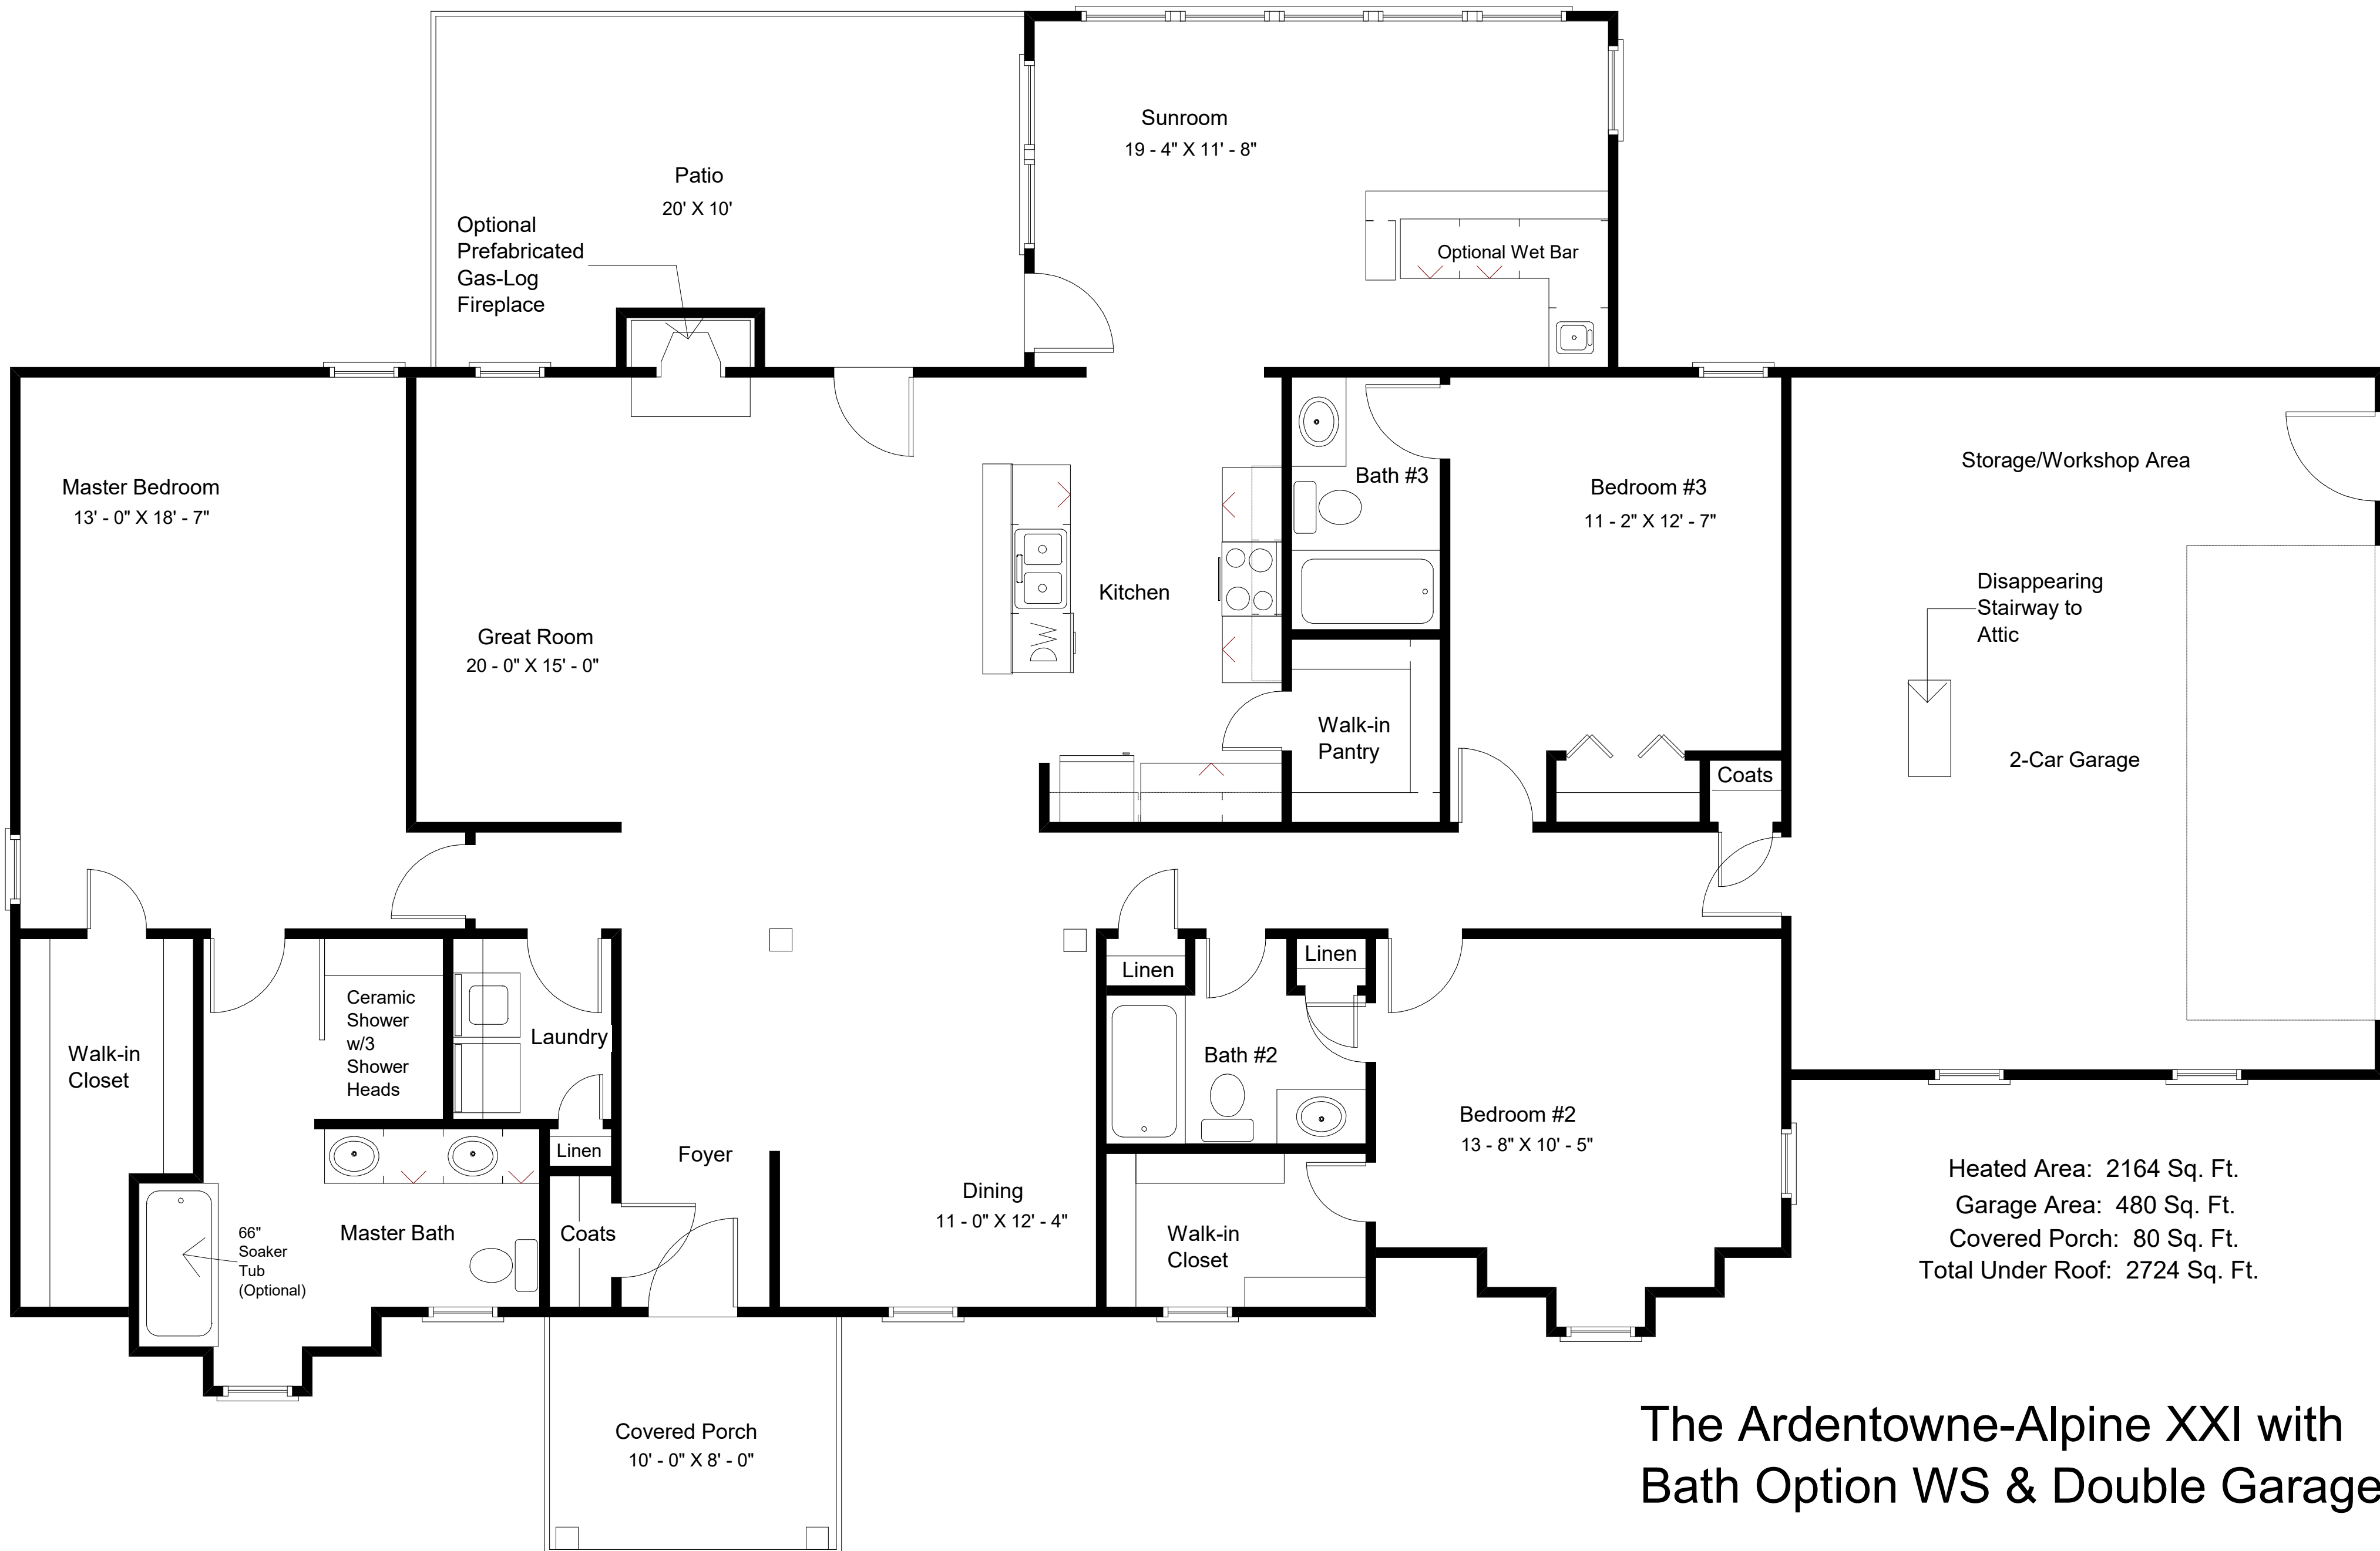 Sunroom
19 - 4" X 11' - 8"
Patio
20' X 10'
Optional
Prefabricated
Gas-Log
Fireplace
Optional Wet Bar
Master Bedroom
13' - 0" X 18' - 7"
Great Room
20 - 0" X 15' - 0"
Kitchen
DW
Bath #3
Bedroom #3
11 - 2" X 12' - 7"
Storage/Workshop Area
Disappearing
Stairway to
Attic
2-Car Garage
Walk-in
Pantry
Coats
Walk-in
Closet
Ceramic
Shower
w/3
Shower
Heads
Laundry
Linen
Coats
Foyer
66"
Soaker
Tub
(Optional)
Master Bath
Dining
11 - 0" X 12' - 4"
Linen
Linen
Bath #2
Bedroom #2
13 - 8" X 10' - 5"
Walk-in
Closet
Covered Porch
10' - 0" X 8' - 0"
Heated Area: 2164 Sq. Ft.
Garage Area: 480 Sq. Ft.
Covered Porch: 80 Sq. Ft.
Total Under Roof: 2724 Sq. Ft.
The Ardentowne-Alpine XXI with
Bath Option WS & Double Garage